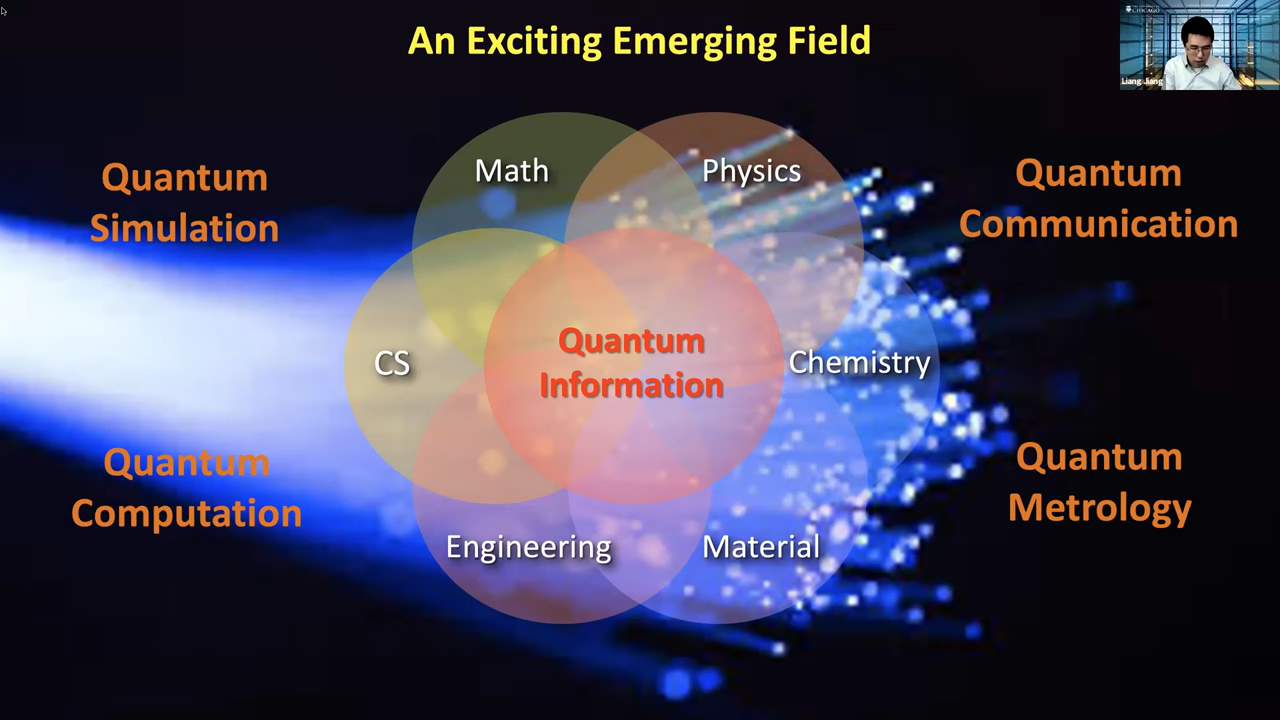 An Exciting Emerging Field
CHICAGO
Liang Jiang
Quantum
Simulation
Math
Physics
Quantum
Communication
CS
Quantum
Information
Chemistry
Quantum
Computation
Engineering
Material
Quantum
Metrology